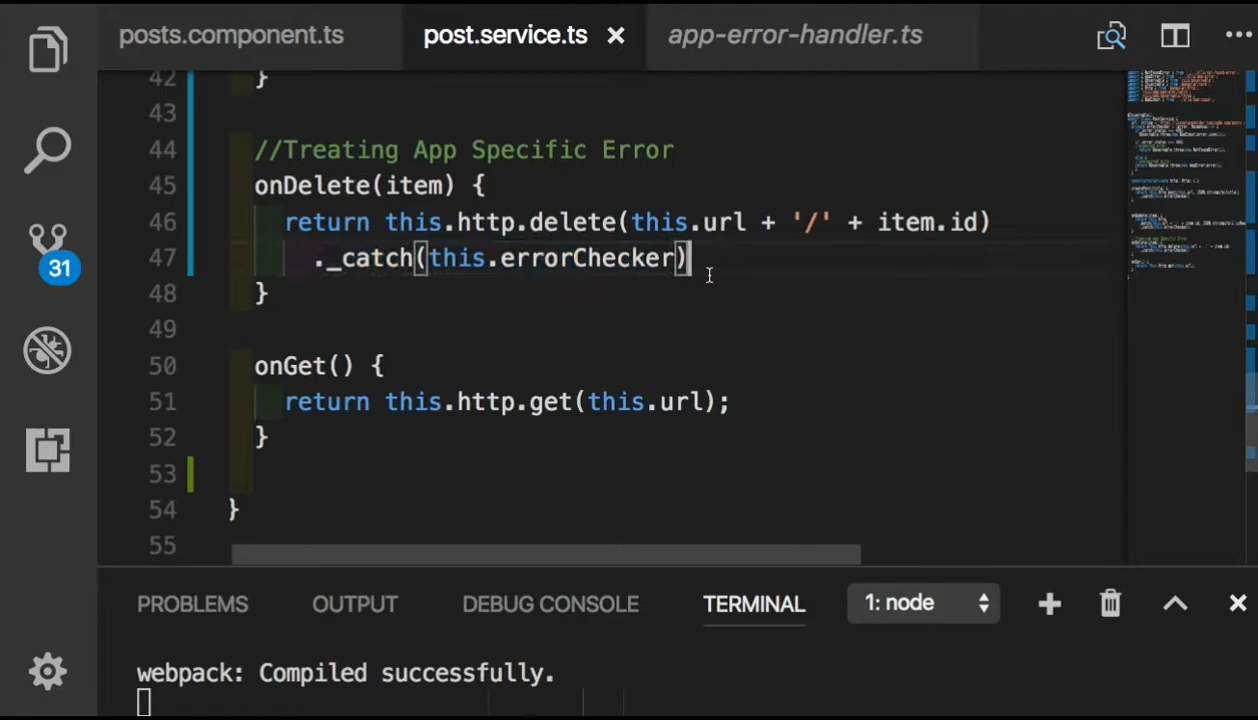 posts.component.ts post.service.ts × app-error-handler.ts
42 }
43
44 //Treating App Specific Error
45 onDelete(item) {
46 return this.http.delete(this.url + '/' + item.id)
47 ._catch(this.errorChecker)
48 }
49
50 onGet() {
51 return this.http.get(this.url);
52 }
53
54 }
55
31
PROBLEMS OUTPUT DEBUG CONSOLE TERMINAL 1: node
webpack: Compiled successfully.